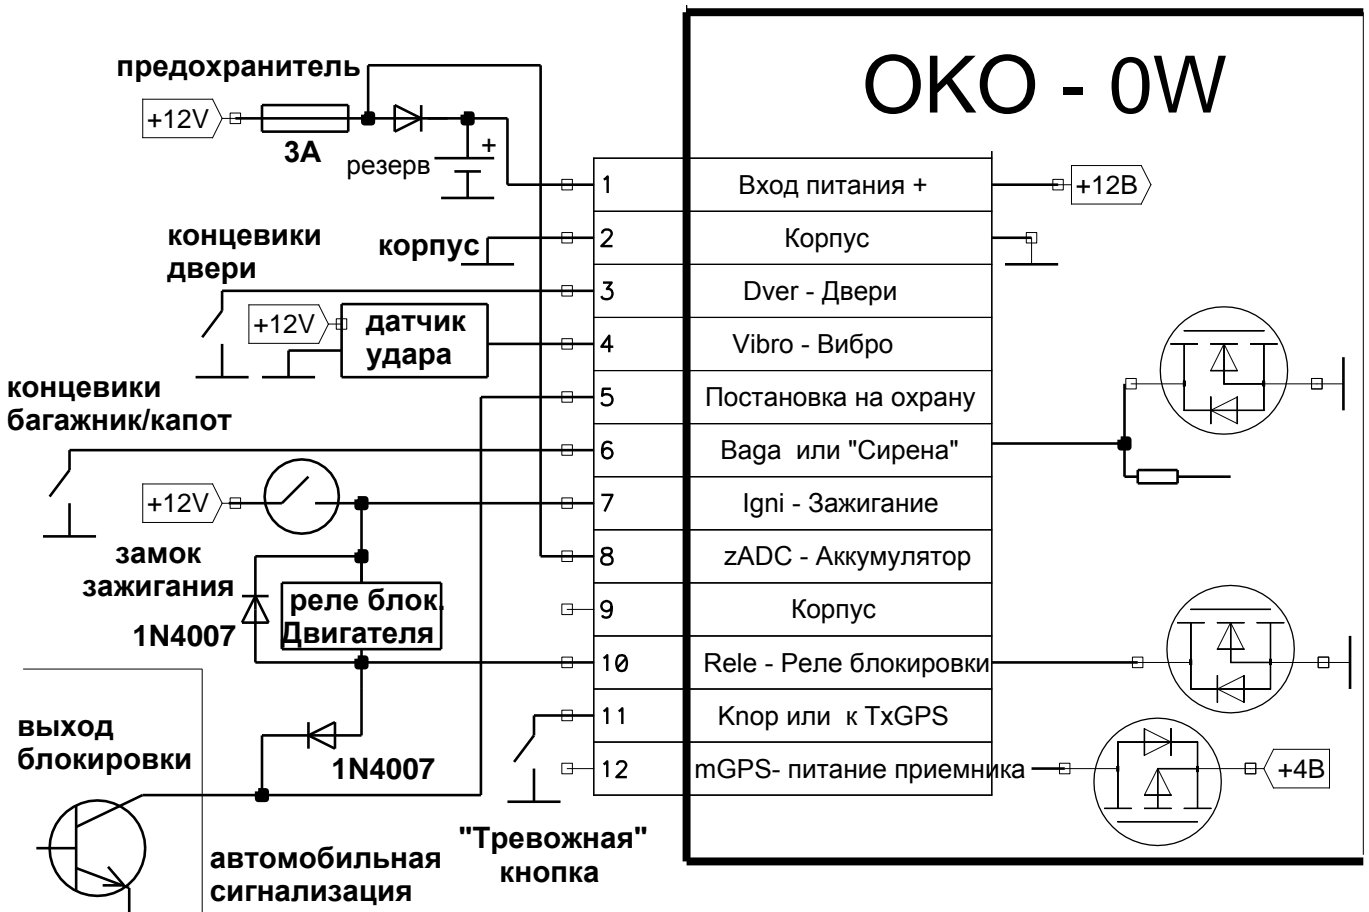 ОКО - 0W
предохранитель
+12V
3А
резерв
+
1
Вход питания +
+12В
концевики
двери
корпус
2
Корпус
3
Dver - Двери
+12V
датчик
удара
4
Vibro - Вибро
концевики
багажник/капот
5
Постановка на охрану
6
Baga или "Сирена"
+12V
7
Igni - Зажигание
замок
зажигания
8
zADC - Аккумулятор
1N4007
реле блок.
Двигателя
9
Корпус
10
Rele - Реле блокировки
выход
блокировки
1N4007
11
Knop или к TxGPS
12
mGPS- питание приемника
+4В
"Тревожная"
кнопка
автомобильная
сигнализация